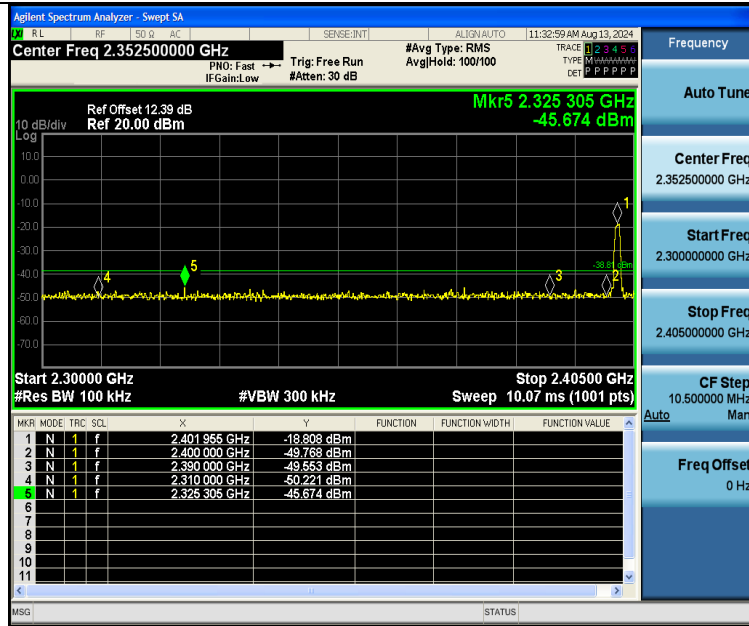 Agilent Spectrum Analyzer - Swept SA
LXI RL RF 50 Ω AC SENSE:INT ALIGN AUTO 11:32:59 AM Aug 13, 2024
Center Freq 2.352500000 GHz
PNO: Fast
IFGain:Low
Trig: Free Run
#Atten: 30 dB
#Avg Type: RMS
Avg|Hold: 100/100
TRACE 1 2 3 4 5 6
TYPE M
DET P P P P P P
Ref Offset 12.39 dB
10 dB/div Ref 20.00 dBm
Log
Mkr5 2.325 305 GHz
-45.674 dBm
10.0
0.00
-10.0
-20.0
-30.0
-40.0
-50.0
-60.0
-70.0
1
2
3
4
5
-38.81 dBm
Start 2.30000 GHz Stop 2.40500 GHz
#Res BW 100 kHz #VBW 300 kHz Sweep 10.07 ms (1001 pts)
MKR MODE TRC SCL X Y FUNCTION FUNCTION WIDTH FUNCTION VALUE
1 N 1 f 2.401 955 GHz -18.808 dBm
2 N 1 f 2.400 000 GHz -49.768 dBm
3 N 1 f 2.390 000 GHz -49.553 dBm
4 N 1 f 2.310 000 GHz -50.221 dBm
5 N 1 f 2.325 305 GHz -45.674 dBm
6
7
8
9
10
11
MSG STATUS
Frequency
Auto Tune
Center Freq
2.352500000 GHz
Start Freq
2.300000000 GHz
Stop Freq
2.405000000 GHz
CF Step
10.500000 MHz
Auto Man
Freq Offset
0 Hz